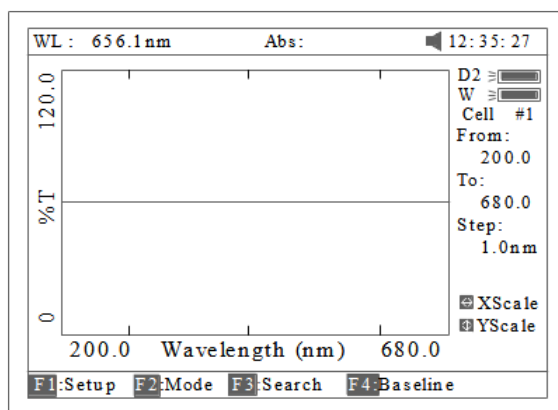 WL: 656.1nm Abs: 12:35:27
120.0
%T
0
D2
W
Cell #1
From:
200.0
To:
680.0
Step:
1.0nm
XScale
YScale
200.0 Wavelength (nm) 680.0
F1:Setup F2:Mode F3:Search F4:Baseline